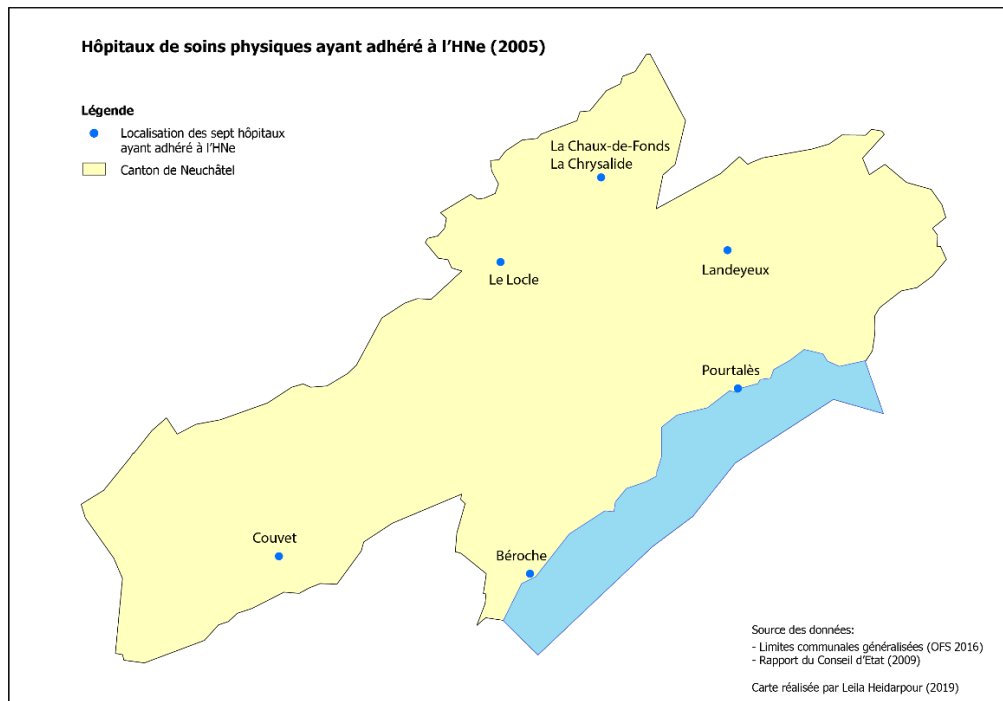 Hôpitaux de soins physiques ayant adhéré à l'HNe (2005)
Légende
Localisation des sept hôpitaux
ayant adhéré à l'HNe
Canton de Neuchâtel
La Chaux-de-Fonds
La Chrysalide
Le Locle
Landeyeux
Pourtalès
Couvet
Béroche
Source des données:
- Limites communales généralisées (OFS 2016)
- Rapport du Conseil d'Etat (2009)
Carte réalisée par Leila Heidarpour (2019)